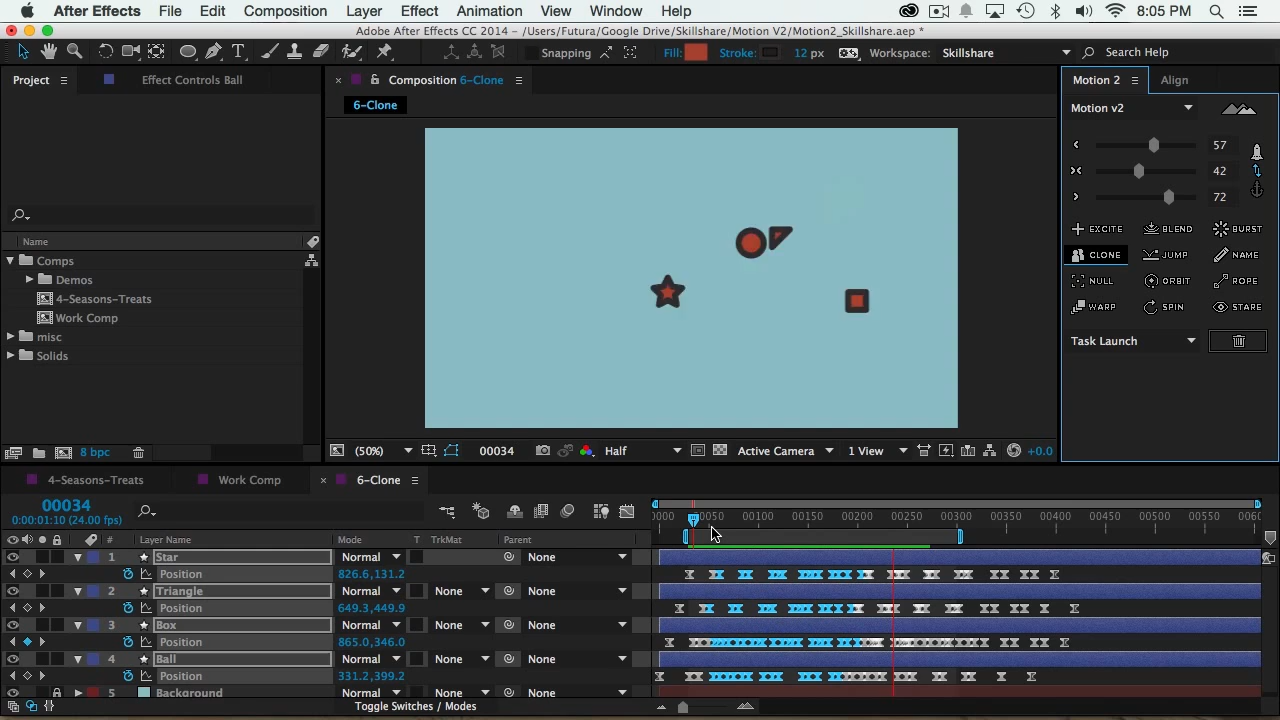 After Effects File Edit Composition Layer Effect Animation View Window Help 8:05 PM
Adobe After Effects CC 2014 - /Users/Futura/Google Drive/Skillshare/Motion V2/Motion2_Skillshare.aep *
Snapping Fill: Stroke: 12 px Workspace: Skillshare Search Help
Project Effect Controls Ball Composition 6-Clone Motion 2 Align
6-Clone
Motion v2
57
42
72
Name
EXCITE BLEND BURST
CLONE JUMP NAME
NULL ORBIT ROPE
WARP SPIN STARE
Task Launch
Comps
Demos
4-Seasons-Treats
Work Comp
misc
Solids
8 bpc (50%) 00034 Half Active Camera 1 View +0.0
4-Seasons-Treats Work Comp 6-Clone
00034
0:00:01:10 (24.00 fps)
0000 00050 00100 00150 00200 00250 00300 00350 00400 00450 00500 00550 0060
# Layer Name Mode T TrkMat Parent
1 Star Normal None
Position 826.6,131.2
2 Triangle Normal None None
Position 649.3,449.9
3 Box Normal None None
Position 865.0,346.0
4 Ball Normal None None
Position 331.2,399.2
5 Background Normal None None
Toggle Switches / Modes